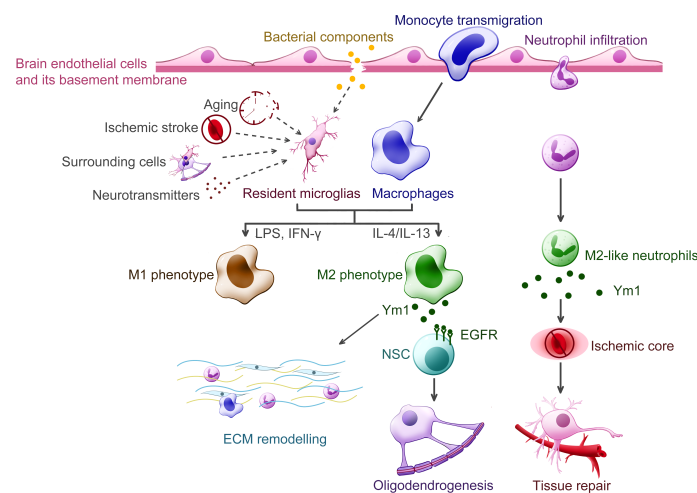 Monocyte transmigration
Bacterial components
Neutrophil infiltration
Brain endothelial cells
and its basement membrane
Aging
Ischemic stroke
Surrounding cells
Neurotransmitters
Resident microglias
Macrophages
LPS, IFN-γ
IL-4/IL-13
M1 phenotype
M2 phenotype
M2-like neutrophils
Ym1
Ym1
EGFR
NSC
Ischemic core
ECM remodelling
Oligodendrogenesis
Tissue repair